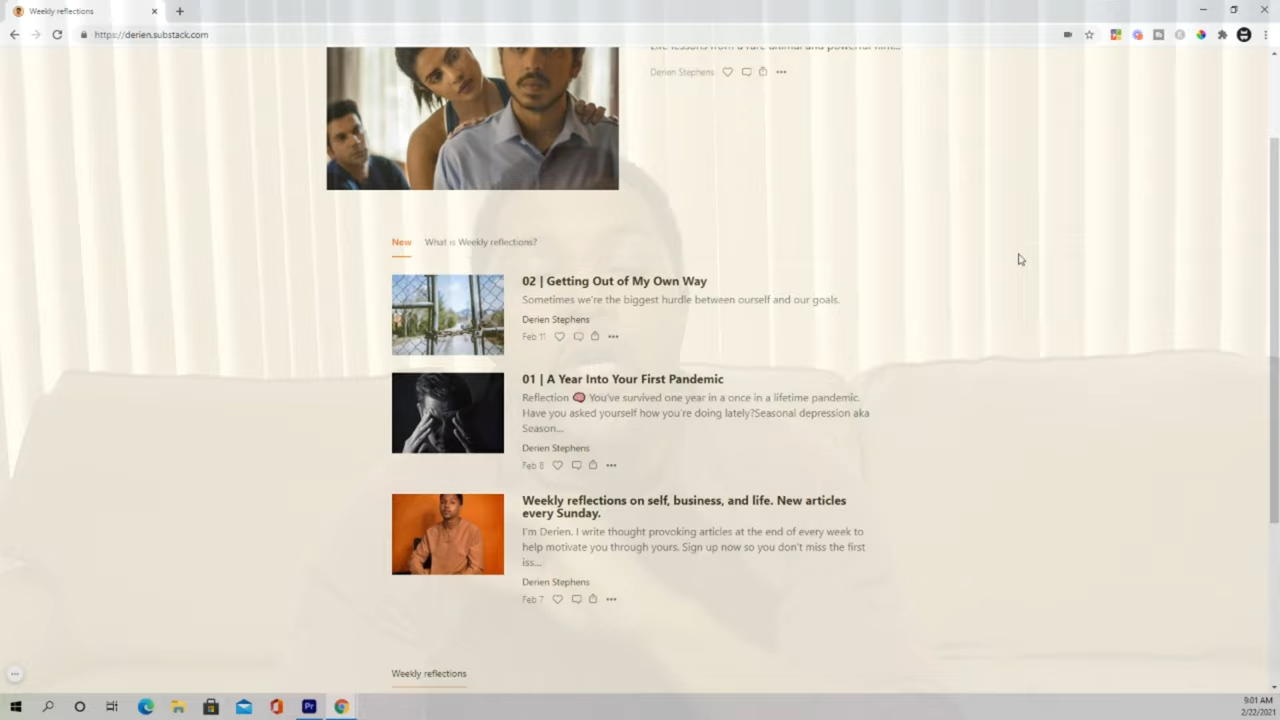 Weekly reflections
https://derien.substack.com
Derien Stephens
New
What is Weekly reflections?
02 | Getting Out of My Own Way
Sometimes we're the biggest hurdle between ourself and our goals.
Derien Stephens
Feb 11
01 | A Year Into Your First Pandemic
Reflection 🧠 You've survived one year in a once in a lifetime pandemic.
Have you asked yourself how you're doing lately?Seasonal depression aka
Season...
Derien Stephens
Feb 8
Weekly reflections on self, business, and life. New articles
every Sunday.
I'm Derien. I write thought provoking articles at the end of every week to
help motivate you through yours. Sign up now so you don't miss the first
iss...
Derien Stephens
Feb 7
Weekly reflections
Pr
9:01 AM
2/22/2021